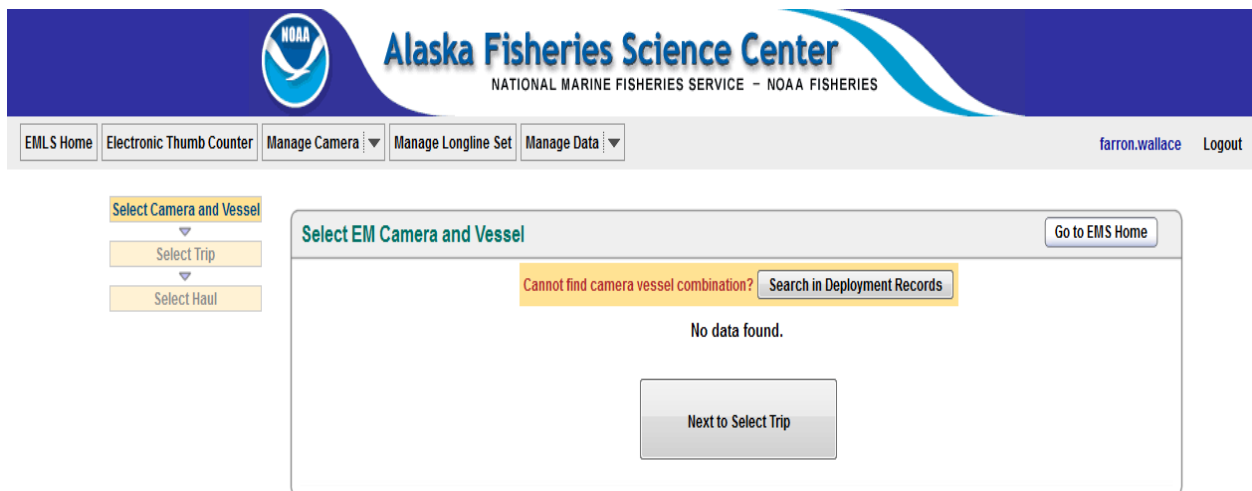 NOAA
Alaska Fisheries Science Center
NATIONAL MARINE FISHERIES SERVICE – NOAA FISHERIES
EMLS Home Electronic Thumb Counter Manage Camera Manage Longline Set Manage Data farron.wallace Logout
Select Camera and Vessel
Select Trip
Select Haul
Select EM Camera and Vessel Go to EMS Home
Cannot find camera vessel combination? Search in Deployment Records
No data found.
Next to Select Trip